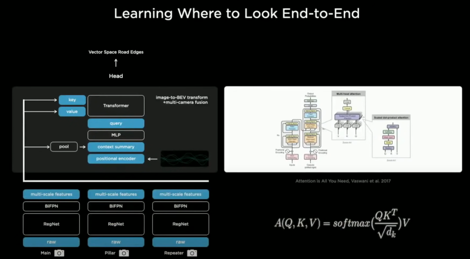 Learning Where to Look End-to-End
Vector Space Road Edges
Head
image-to-BEV transform
+multi-camera fusion
key
value
Transformer
query
MLP
pool
context summary
positional encoder
multi-scale features
multi-scale features
multi-scale features
BiFPN
BiFPN
BiFPN
RegNet
RegNet
RegNet
raw
raw
raw
Main
Pillar
Repeater
Attention is All You Need, Vaswani et al. 2017
A(Q, K, V) = softmax(QK^T/√d_k)V